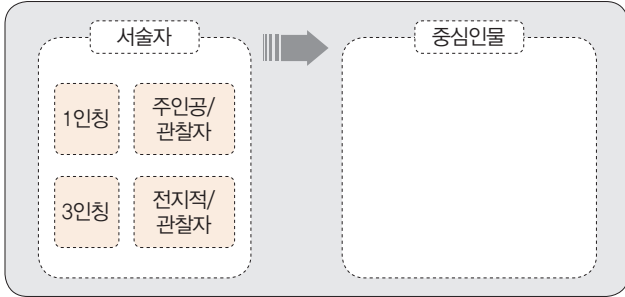 서술자
중심인물
1인칭
주인공/
관찰자
3인칭
전지적/
관찰자